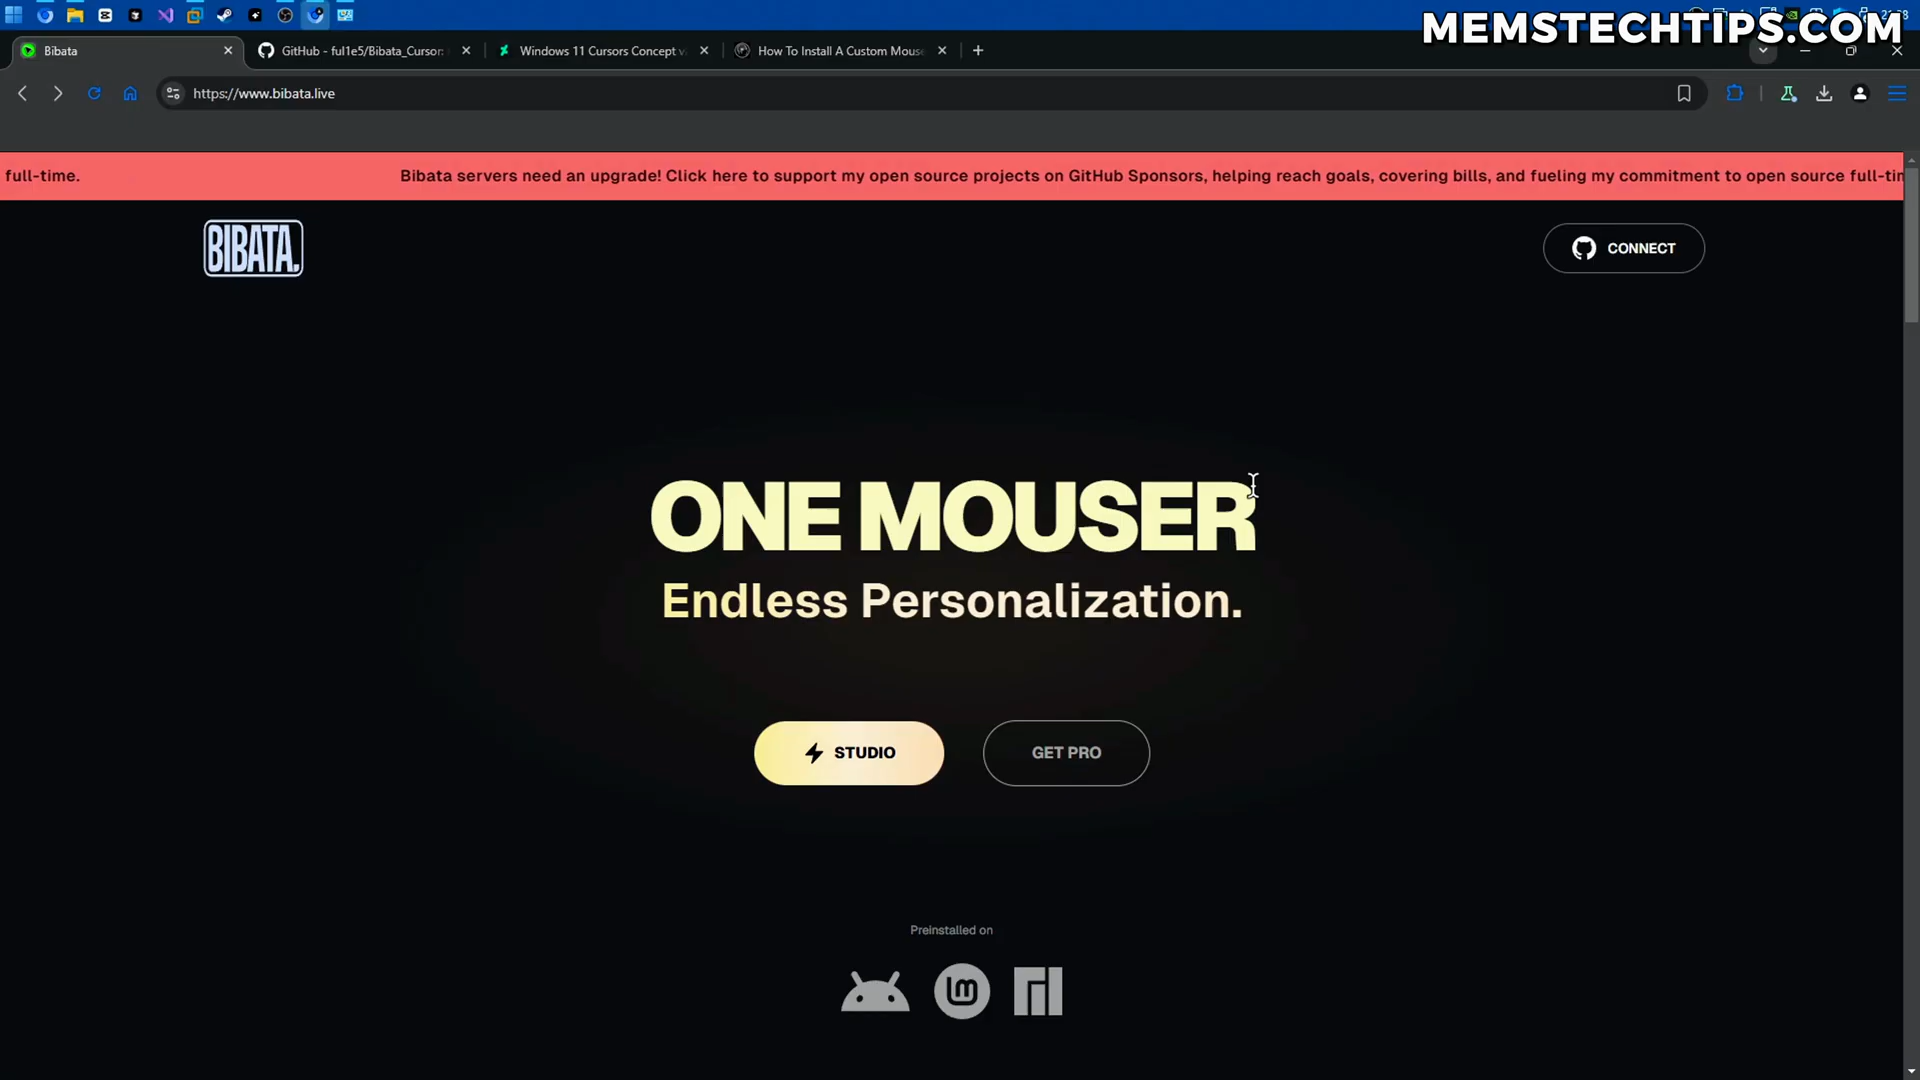 MEMSTECHTIPS.COM
Bibata
GitHub - ful1e5/Bibata_Cursor:
Windows 11 Cursors Concept v
How To Install A Custom Mouse
https://www.bibata.live
full-time.
Bibata servers need an upgrade! Click here to support my open source projects on GitHub Sponsors, helping reach goals, covering bills, and fueling my commitment to open source full-tim
BIBATA.
CONNECT
ONE MOUSER
Endless Personalization.
STUDIO
GET PRO
Preinstalled on